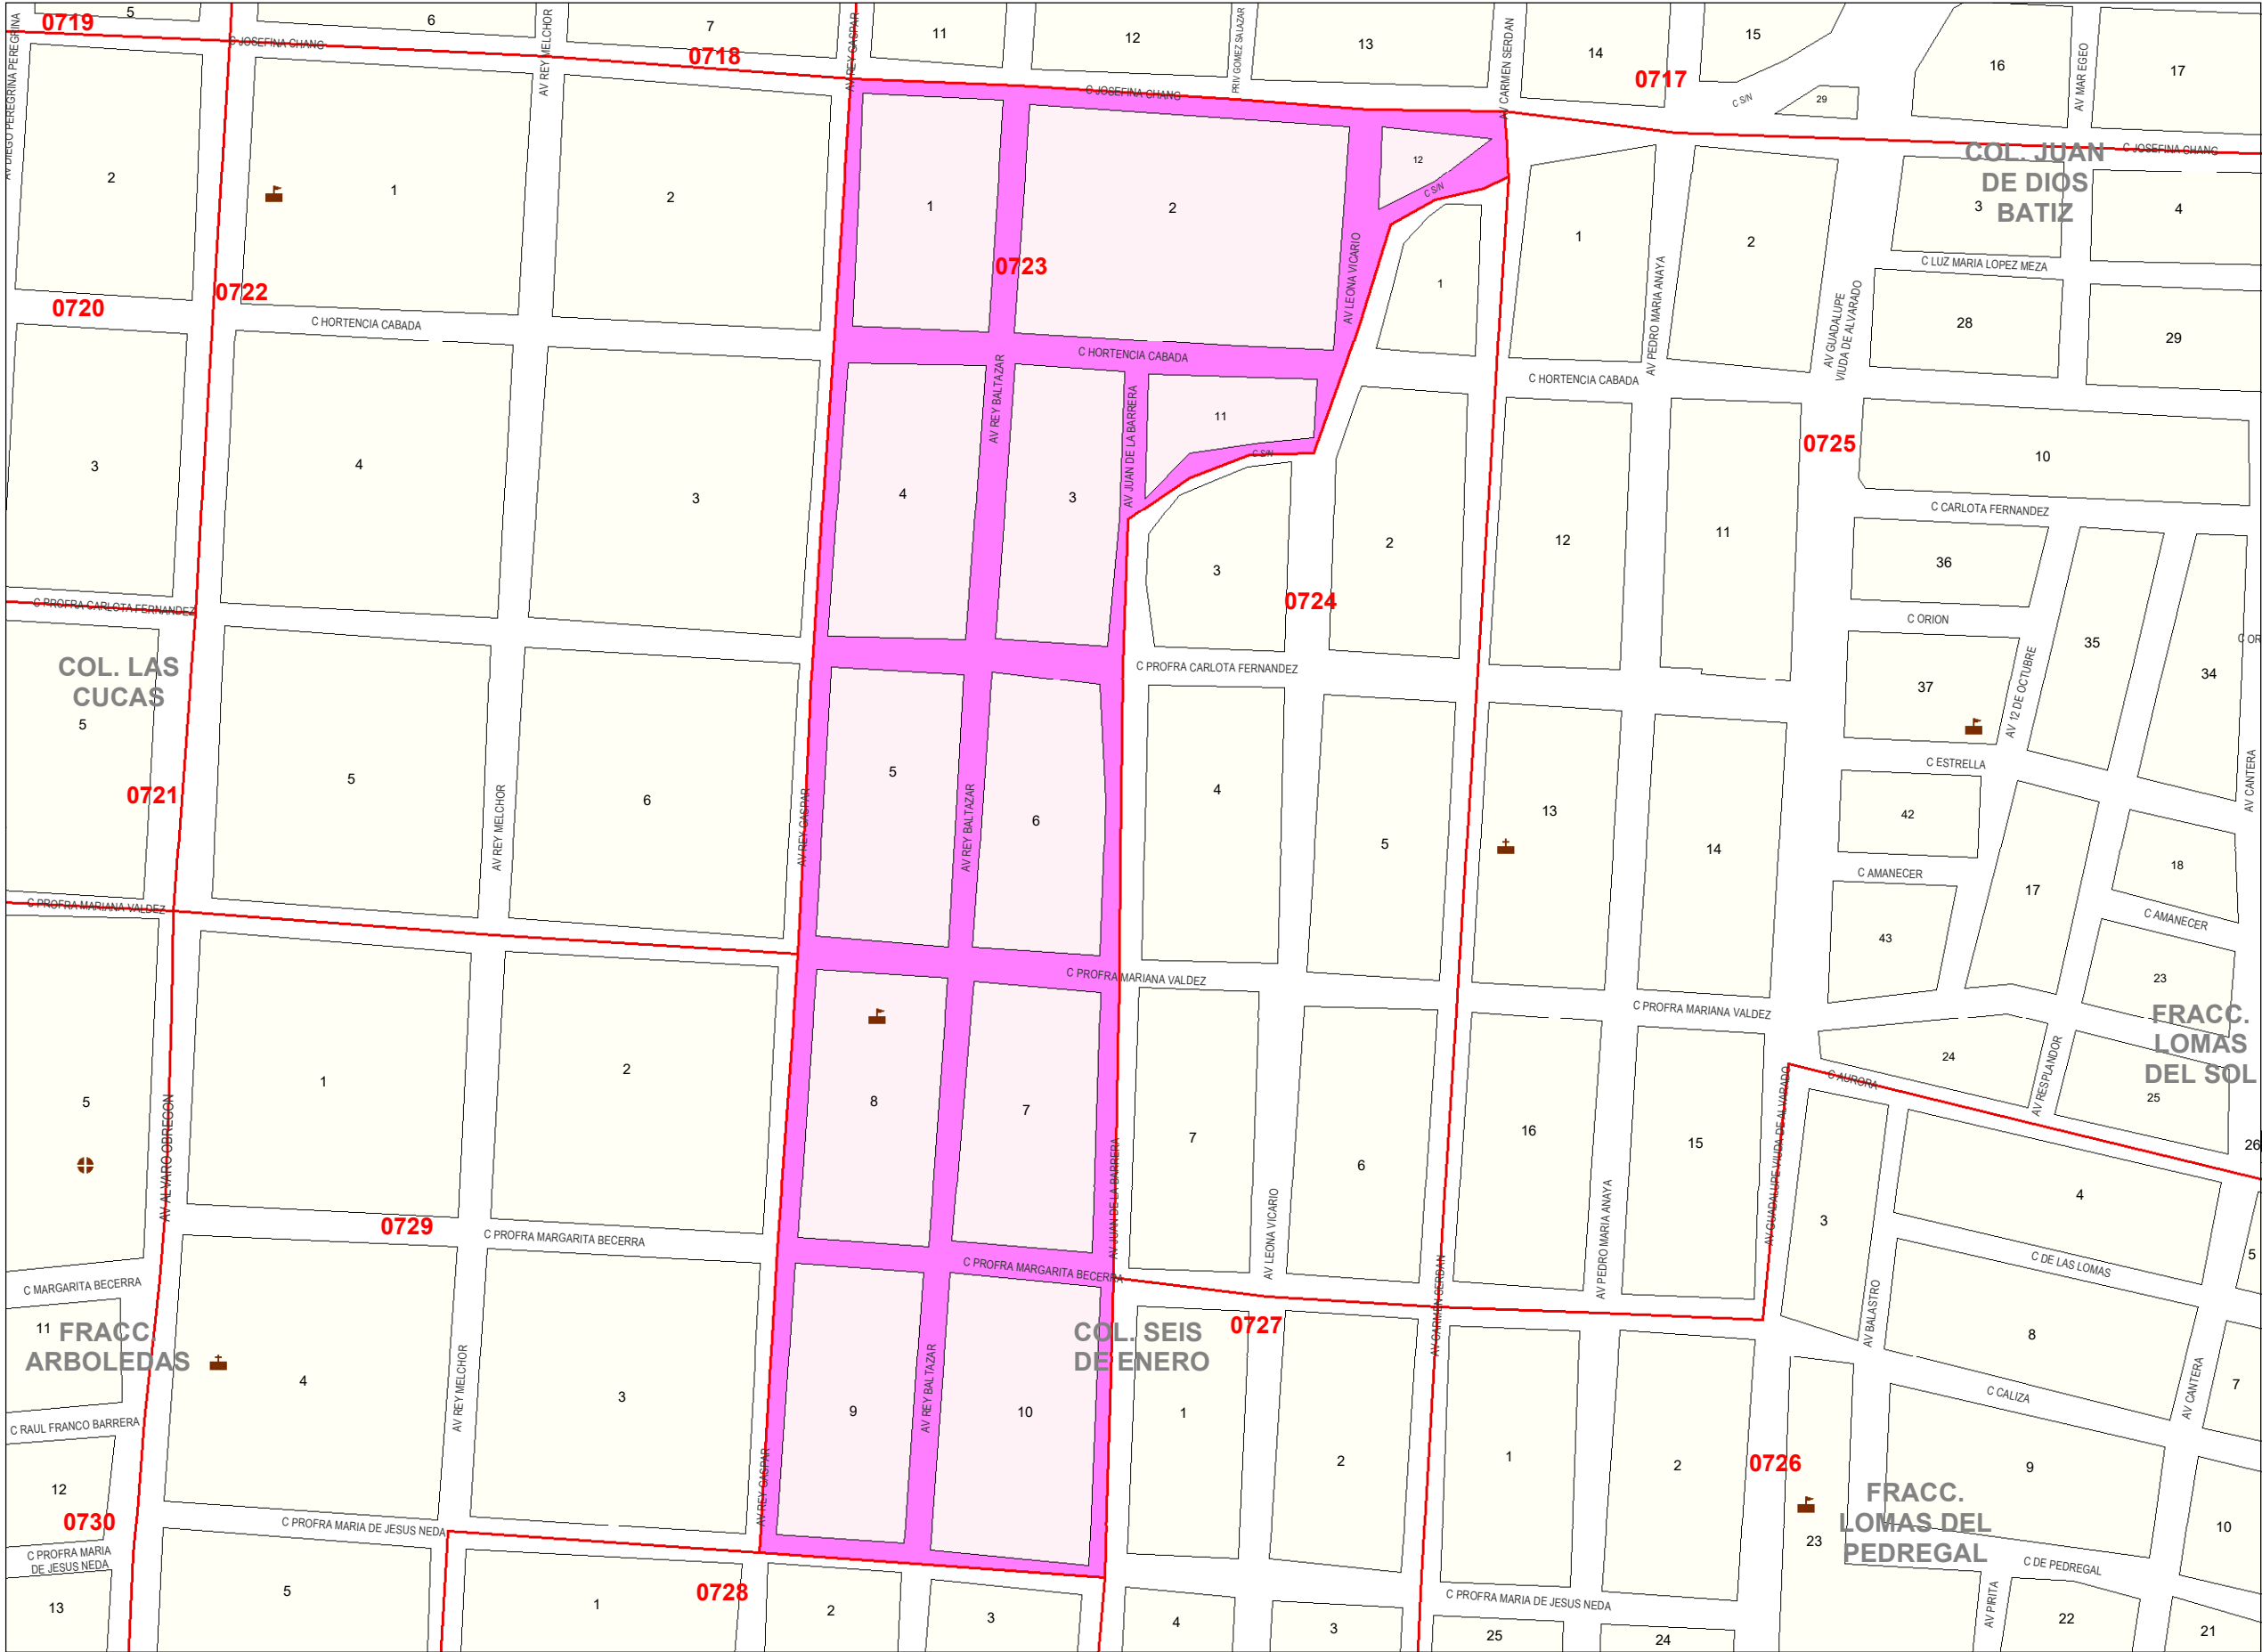 5
6
7
11
12
13
14
15
16
17
0719
0718
0717
C JOSEFINA CHANG
AV REY MELCHOR
AV REY GASPAR
PRIV GOMEZ SALAZAR
AV CARMEN SERDAN
C S/N
29
AV MAR EGEO
C JOSEFINA CHANG
C JOSEFINA CHANG
AV DIEGO PEREGRINA PEREGRINA
COL. JUAN
DE DIOS
BATIZ
2
1
2
1
2
12
C S/N
1
1
2
3
4
0723
0720
0722
C HORTENCIA CABADA
AV LEONA VICARIO
AV PEDRO MARIA ANAYA
AV GUADALUPE
VIUDA DE ALVARADO
C LUZ MARIA LOPEZ MEZA
28
29
C HORTENCIA CABADA
C HORTENCIA CABADA
AV REY BALTAZAR
AV JUAN DE LA BARRERA
11
C S/N
0725
10
3
4
3
4
3
3
2
12
11
C CARLOTA FERNANDEZ
36
C ORION
0724
C PROFRA CARLOTA FERNANDEZ
C PROFRA CARLOTA FERNANDEZ
COL. LAS
CUCAS
5
35
34
C OR
37
AV 12 DE OCTUBRE
C ESTRELLA
AV CANTERA
0721
5
6
5
6
4
5
13
14
42
17
18
AV REY MELCHOR
AV REY GASPAR
AV REY BALTAZAR
C AMANECER
C AMANECER
43
23
C PROFRA MARIANA VALDEZ
C PROFRA MARIANA VALDEZ
C PROFRA MARIANA VALDEZ
FRACC.
LOMAS
DEL SOL
24
25
26
C AURORA
AV RESPLANDOR
5
1
2
8
7
7
6
16
15
3
4
5
AV ALVARO OBREGON
AV JUAN DE LA BARRERA
AV LEONA VICARIO
AV PEDRO MARIA ANAYA
AV GUADALUPE VIUDA DE ALVARADO
0729
C PROFRA MARGARITA BECERRA
C PROFRA MARGARITA BECERRA
C MARGARITA BECERRA
C DE LAS LOMAS
AV BALASTRO
AV CARMEN SERDAN
11
FRACC.
ARBOLEDAS
COL. SEIS
DE ENERO
0727
8
4
3
9
10
1
2
1
2
7
AV REY MELCHOR
AV REY GASPAR
AV REY BALTAZAR
C CALIZA
AV CANTERA
C RAUL FRANCO BARRERA
12
0730
0726
9
10
FRACC.
LOMAS DEL
PEDREGAL
23
C PROFRA MARIA DE JESUS NEDA
C PROFRA MARIA
DE JESUS NEDA
C DE PEDREGAL
13
5
1
0728
2
3
4
3
C PROFRA MARIA DE JESUS NEDA
25
24
AV PIRITA
22
21